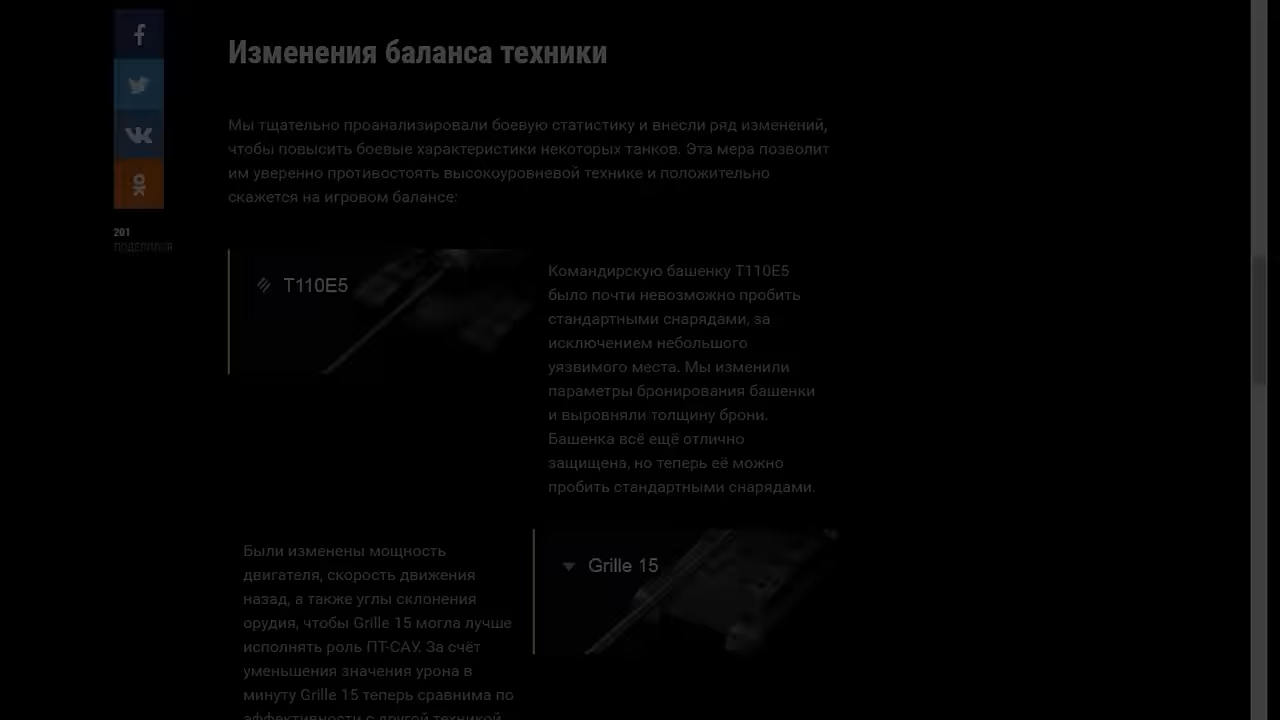 Изменения баланса техники
Мы тщательно проанализировали боевую статистику и внесли ряд изменений,
чтобы повысить боевые характеристики некоторых танков. Эта мера позволит
им уверенно противостоять высокоуровневой технике и положительно
скажется на игровом балансе:
201
ПОДЕЛИЛСЯ
T110E5
Командирскую башенку T110E5
было почти невозможно пробить
стандартными снарядами, за
исключением небольшого
уязвимого места. Мы изменили
параметры бронирования башенки
и выровняли толщину брони.
Башенка всё ещё отлично
защищена, но теперь её можно
пробить стандартными снарядами.
Были изменены мощность
двигателя, скорость движения
назад, а также углы склонения
орудия, чтобы Grille 15 могла лучше
исполнять роль ПТ-САУ. За счёт
уменьшения значения урона в
минуту Grille 15 теперь сравнима по
эффективности с другой техникой
Grille 15